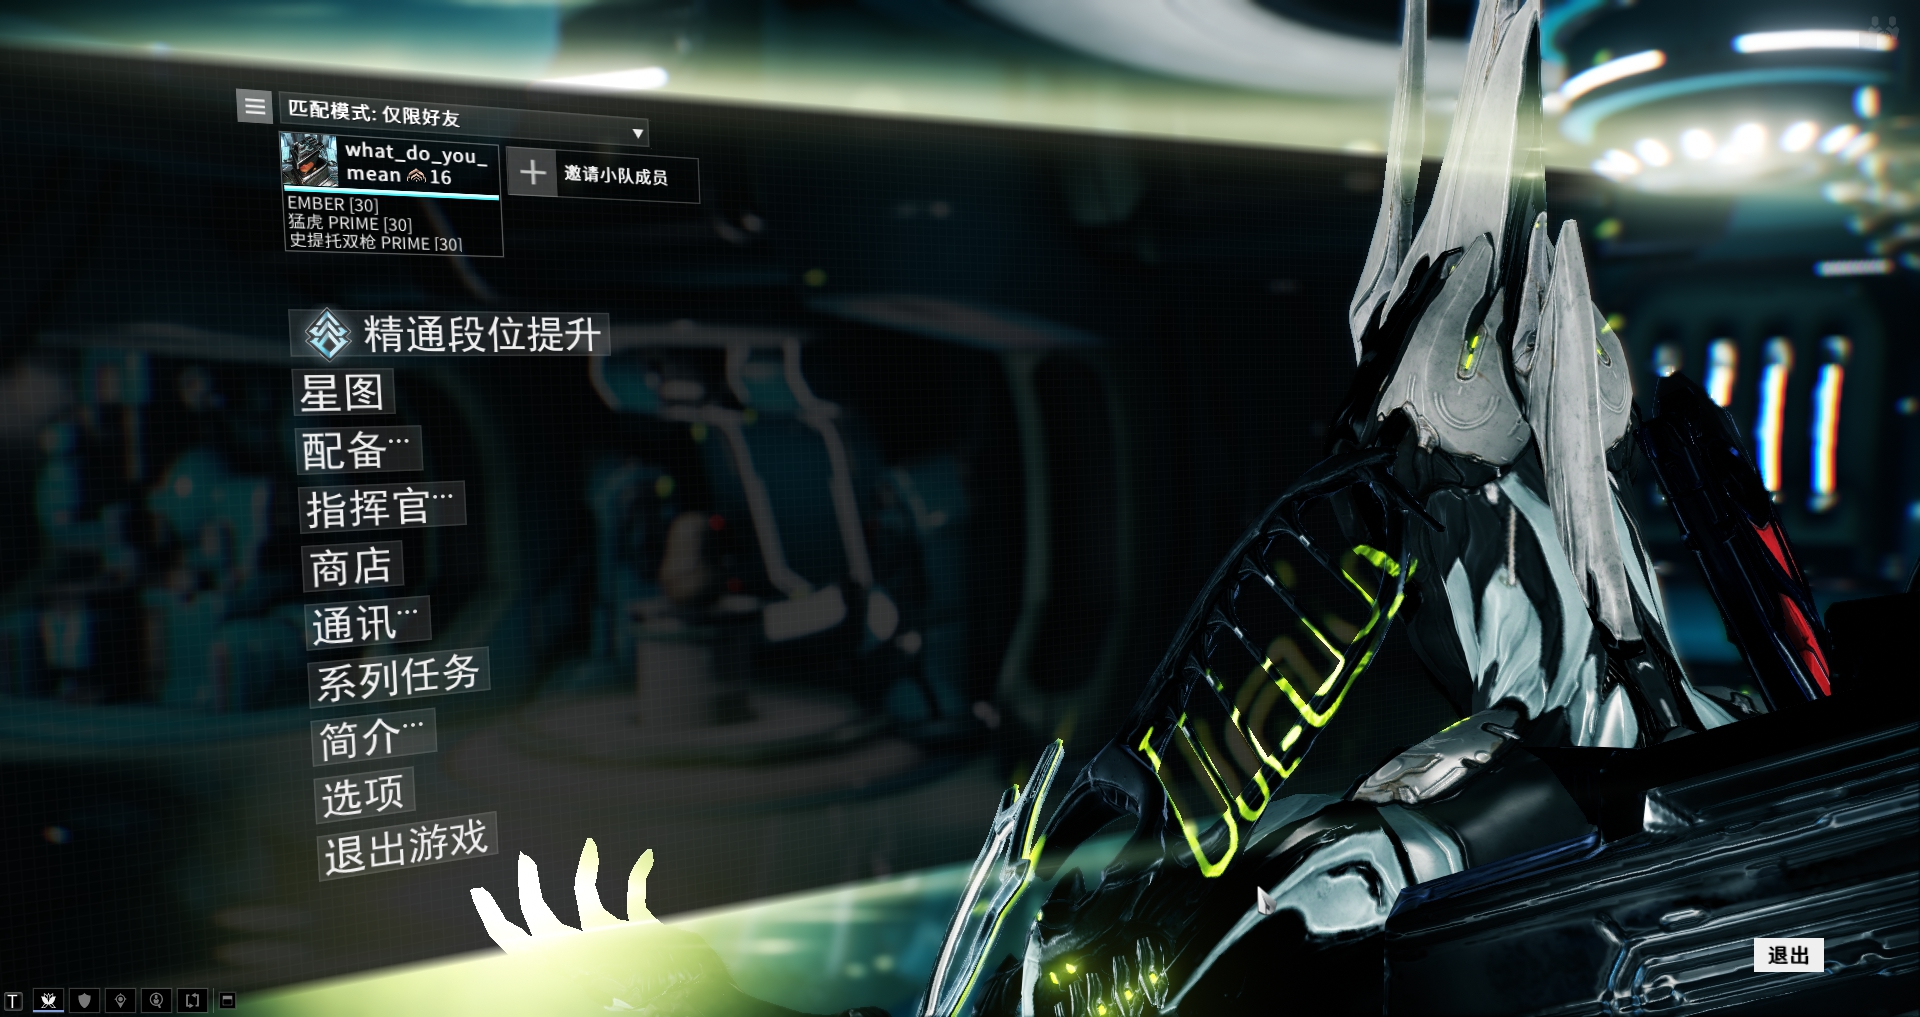 匹配模式: 仅限好友
what_do_you_
mean 16
邀请小队成员
EMBER [30]
猛虎 PRIME [30]
史提托双枪 PRIME [30]
精通段位提升
星图
配备...
指挥官...
商店
通讯...
系列任务
简介...
选项
退出游戏
退出
T